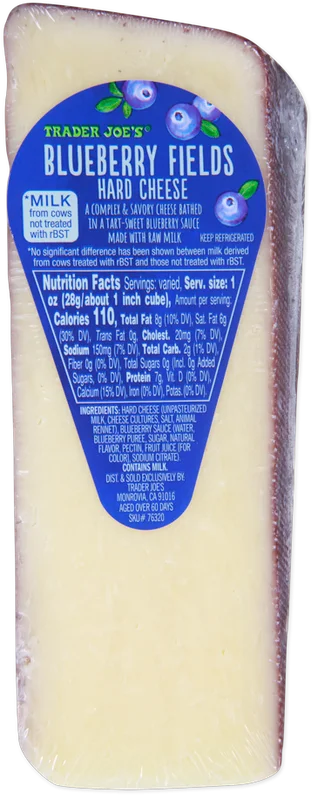 TRADER JOE'S®
BLUEBERRY FIELDS
HARD CHEESE
A COMPLEX & SAVORY CHEESE BATHED
IN A TART-SWEET BLUEBERRY SAUCE
MADE WITH RAW MILK
KEEP REFRIGERATED
*MILK
from cows
not treated
with rBST
*No significant difference has been shown between milk derived
from cows treated with rBST and those not treated with rBST.
Nutrition Facts Servings: varied, Serv. size: 1
oz (28g/about 1 inch cube), Amount per serving:
Calories 110, Total Fat 8g (10% DV), Sat. Fat 6g
(30% DV), Trans Fat 0g, Cholest. 20mg (7% DV),
Sodium 150mg (7% DV), Total Carb. 2g (1% DV),
Fiber 0g (0% DV), Total Sugars 0g (Incl. 0g Added
Sugars, 0% DV), Protein 7g, Vit. D (0% DV),
Calcium (15% DV), Iron (0% DV), Potas. (0% DV).
INGREDIENTS: HARD CHEESE (UNPASTEURIZED
MILK, CHEESE CULTURES, SALT, ANIMAL
RENNET), BLUEBERRY SAUCE (WATER,
BLUEBERRY PUREE, SUGAR, NATURAL
FLAVOR, PECTIN, FRUIT JUICE (FOR
COLOR), SODIUM CITRATE).
CONTAINS MILK.
DIST. & SOLD EXCLUSIVELY BY:
TRADER JOE'S
MONROVIA, CA 91016
AGED OVER 60 DAYS
SKU# 76320